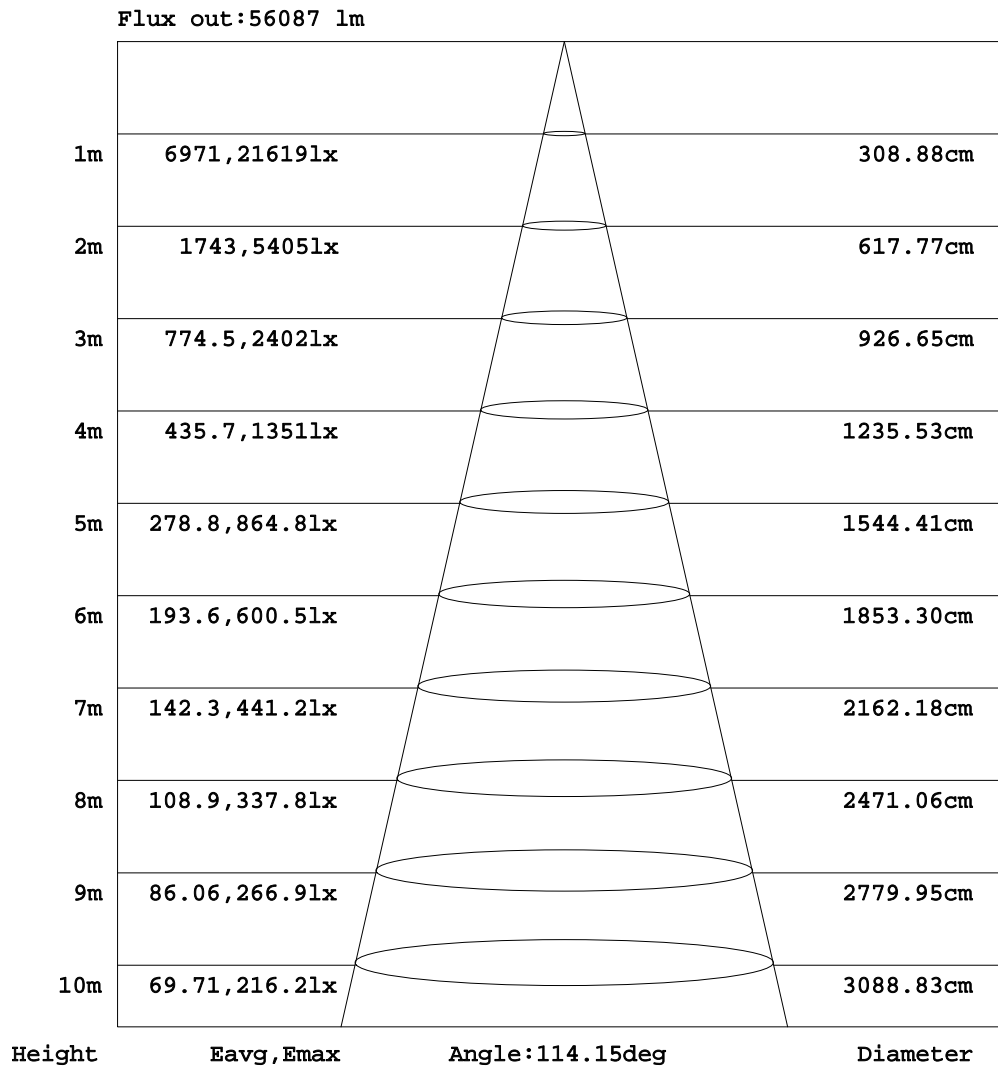 Flux out:56087 lm
1m 6971,21619lx 308.88cm
2m 1743,5405lx 617.77cm
3m 774.5,2402lx 926.65cm
4m 435.7,1351lx 1235.53cm
5m 278.8,864.8lx 1544.41cm
6m 193.6,600.5lx 1853.30cm
7m 142.3,441.2lx 2162.18cm
8m 108.9,337.8lx 2471.06cm
9m 86.06,266.9lx 2779.95cm
10m 69.71,216.2lx 3088.83cm
Height Eavg,Emax Angle:114.15deg Diameter